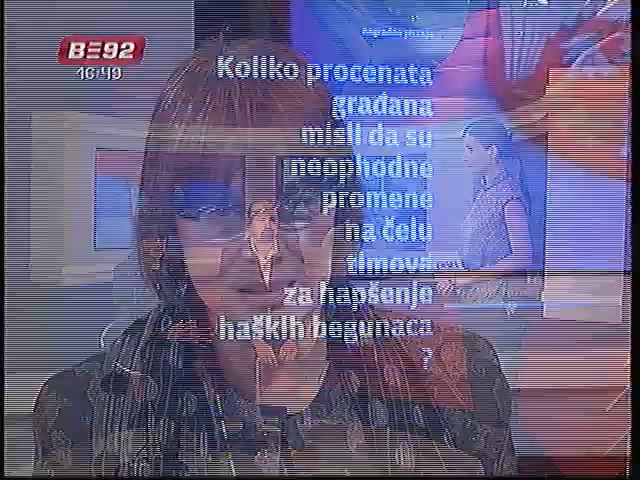 B92
16:49
Koliko procenata
građana
misli da su
neophodne
promene
na čelu
timova
za hapšenje
haških begunaca
?